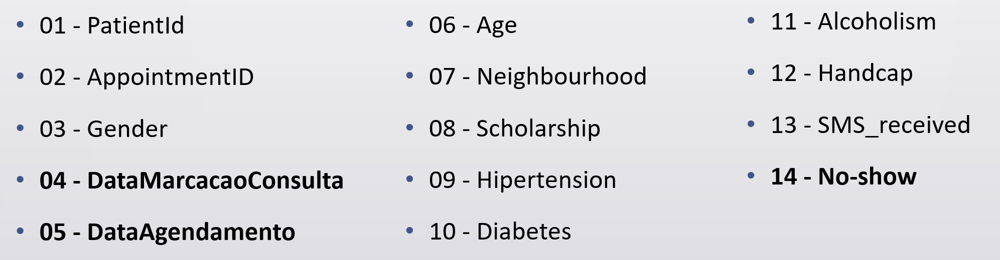 • 01 - PatientId
• 02 - AppointmentID
• 03 - Gender
• 04 - DataMarcacaoConsulta
• 05 - DataAgendamento
• 06 - Age
• 07 - Neighbourhood
• 08 - Scholarship
• 09 - Hipertension
• 10 - Diabetes
• 11 - Alcoholism
• 12 - Handcap
• 13 - SMS_received
• 14 - No-show